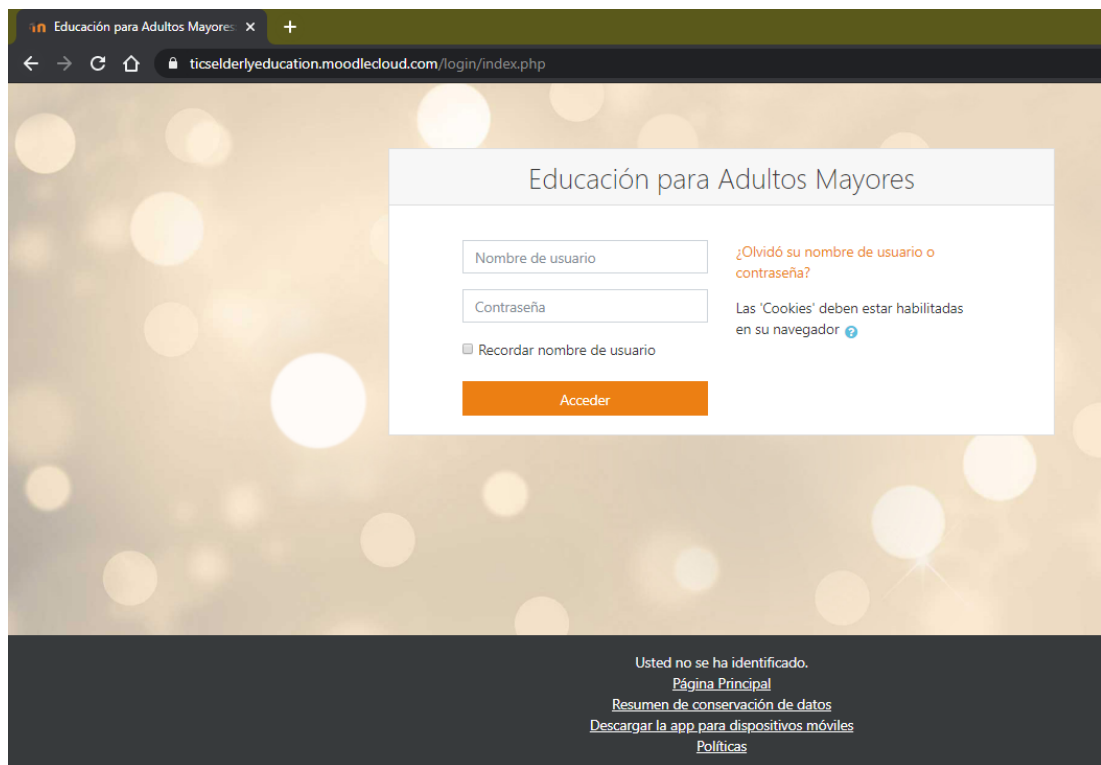 Educación para Adultos Mayores
ticselderlyeducation.moodlecloud.com/login/index.php
Educación para Adultos Mayores
Nombre de usuario
Contraseña
Recordar nombre de usuario
Acceder
¿Olvidó su nombre de usuario o
contraseña?
Las 'Cookies' deben estar habilitadas
en su navegador
Usted no se ha identificado.
Página Principal
Resumen de conservación de datos
Descargar la app para dispositivos móviles
Políticas